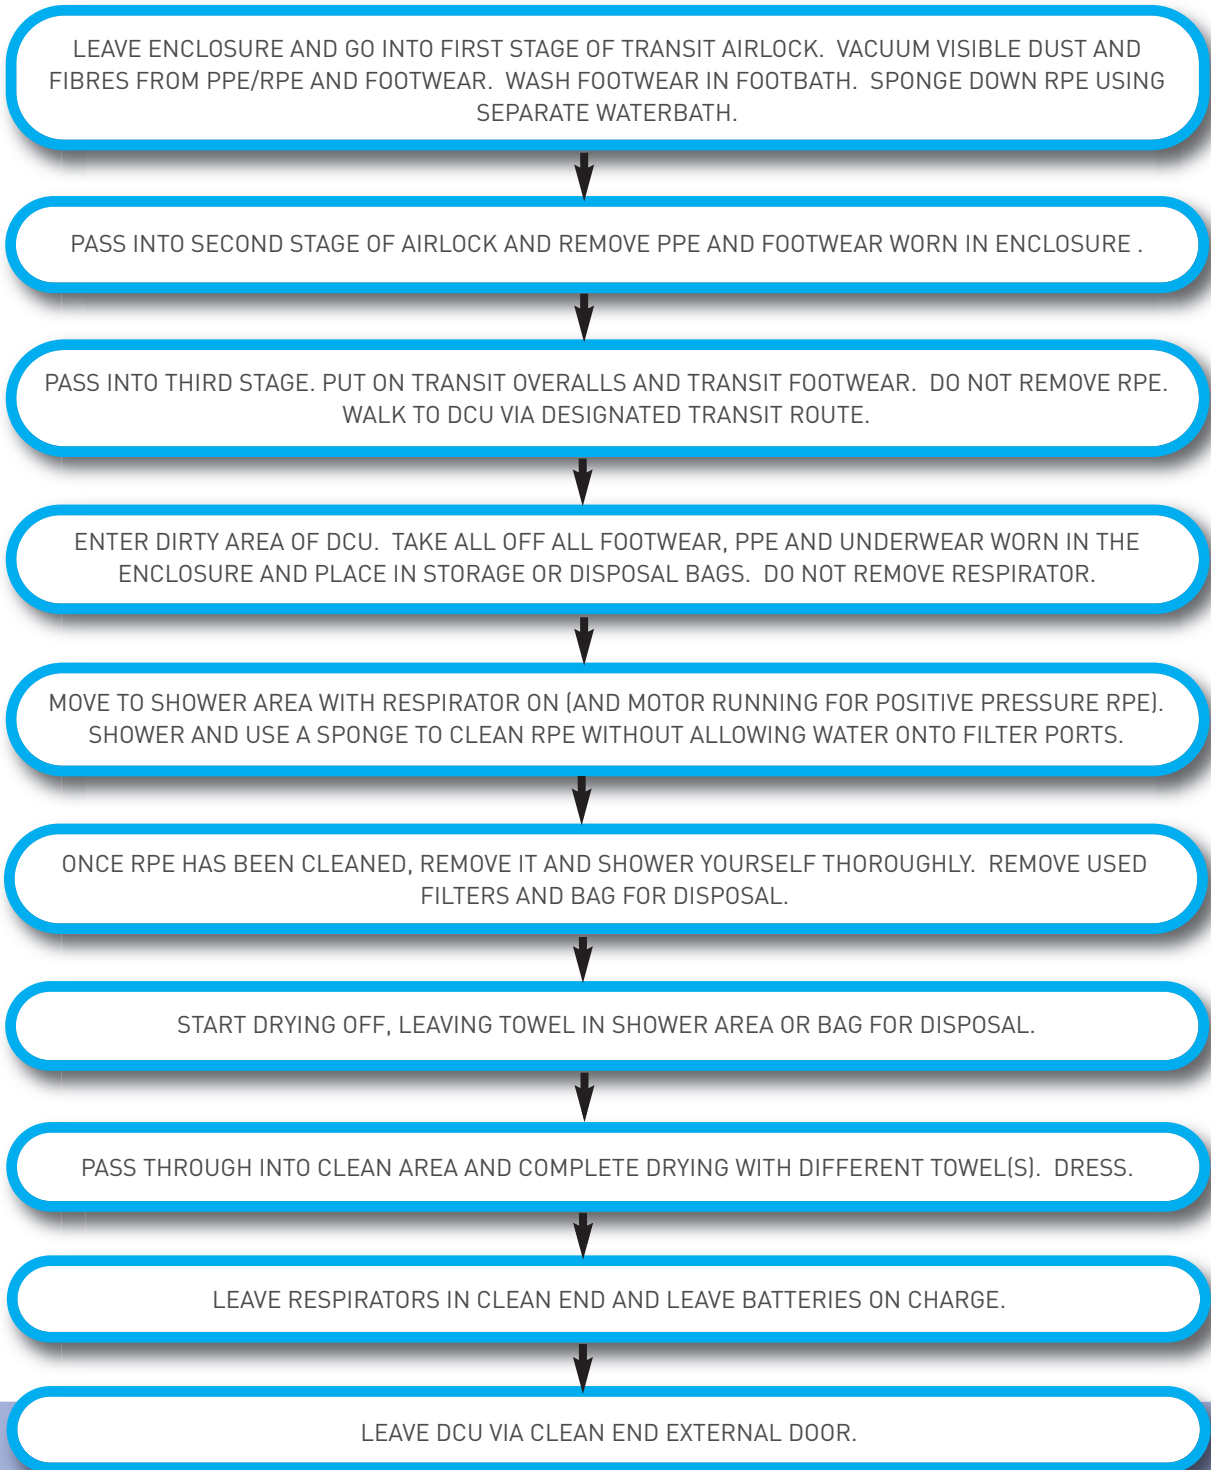 LEAVE ENCLOSURE AND GO INTO FIRST STAGE OF TRANSIT AIRLOCK. VACUUM VISIBLE DUST AND
FIBRES FROM PPE/RPE AND FOOTWEAR. WASH FOOTWEAR IN FOOTBATH. SPONGE DOWN RPE USING
SEPARATE WATERBATH.
PASS INTO SECOND STAGE OF AIRLOCK AND REMOVE PPE AND FOOTWEAR WORN IN ENCLOSURE .
PASS INTO THIRD STAGE. PUT ON TRANSIT OVERALLS AND TRANSIT FOOTWEAR. DO NOT REMOVE RPE.
WALK TO DCU VIA DESIGNATED TRANSIT ROUTE.
ENTER DIRTY AREA OF DCU. TAKE ALL OFF ALL FOOTWEAR, PPE AND UNDERWEAR WORN IN THE
ENCLOSURE AND PLACE IN STORAGE OR DISPOSAL BAGS. DO NOT REMOVE RESPIRATOR.
MOVE TO SHOWER AREA WITH RESPIRATOR ON (AND MOTOR RUNNING FOR POSITIVE PRESSURE RPE).
SHOWER AND USE A SPONGE TO CLEAN RPE WITHOUT ALLOWING WATER ONTO FILTER PORTS.
ONCE RPE HAS BEEN CLEANED, REMOVE IT AND SHOWER YOURSELF THOROUGHLY. REMOVE USED
FILTERS AND BAG FOR DISPOSAL.
START DRYING OFF, LEAVING TOWEL IN SHOWER AREA OR BAG FOR DISPOSAL.
PASS THROUGH INTO CLEAN AREA AND COMPLETE DRYING WITH DIFFERENT TOWEL(S). DRESS.
LEAVE RESPIRATORS IN CLEAN END AND LEAVE BATTERIES ON CHARGE.
LEAVE DCU VIA CLEAN END EXTERNAL DOOR.